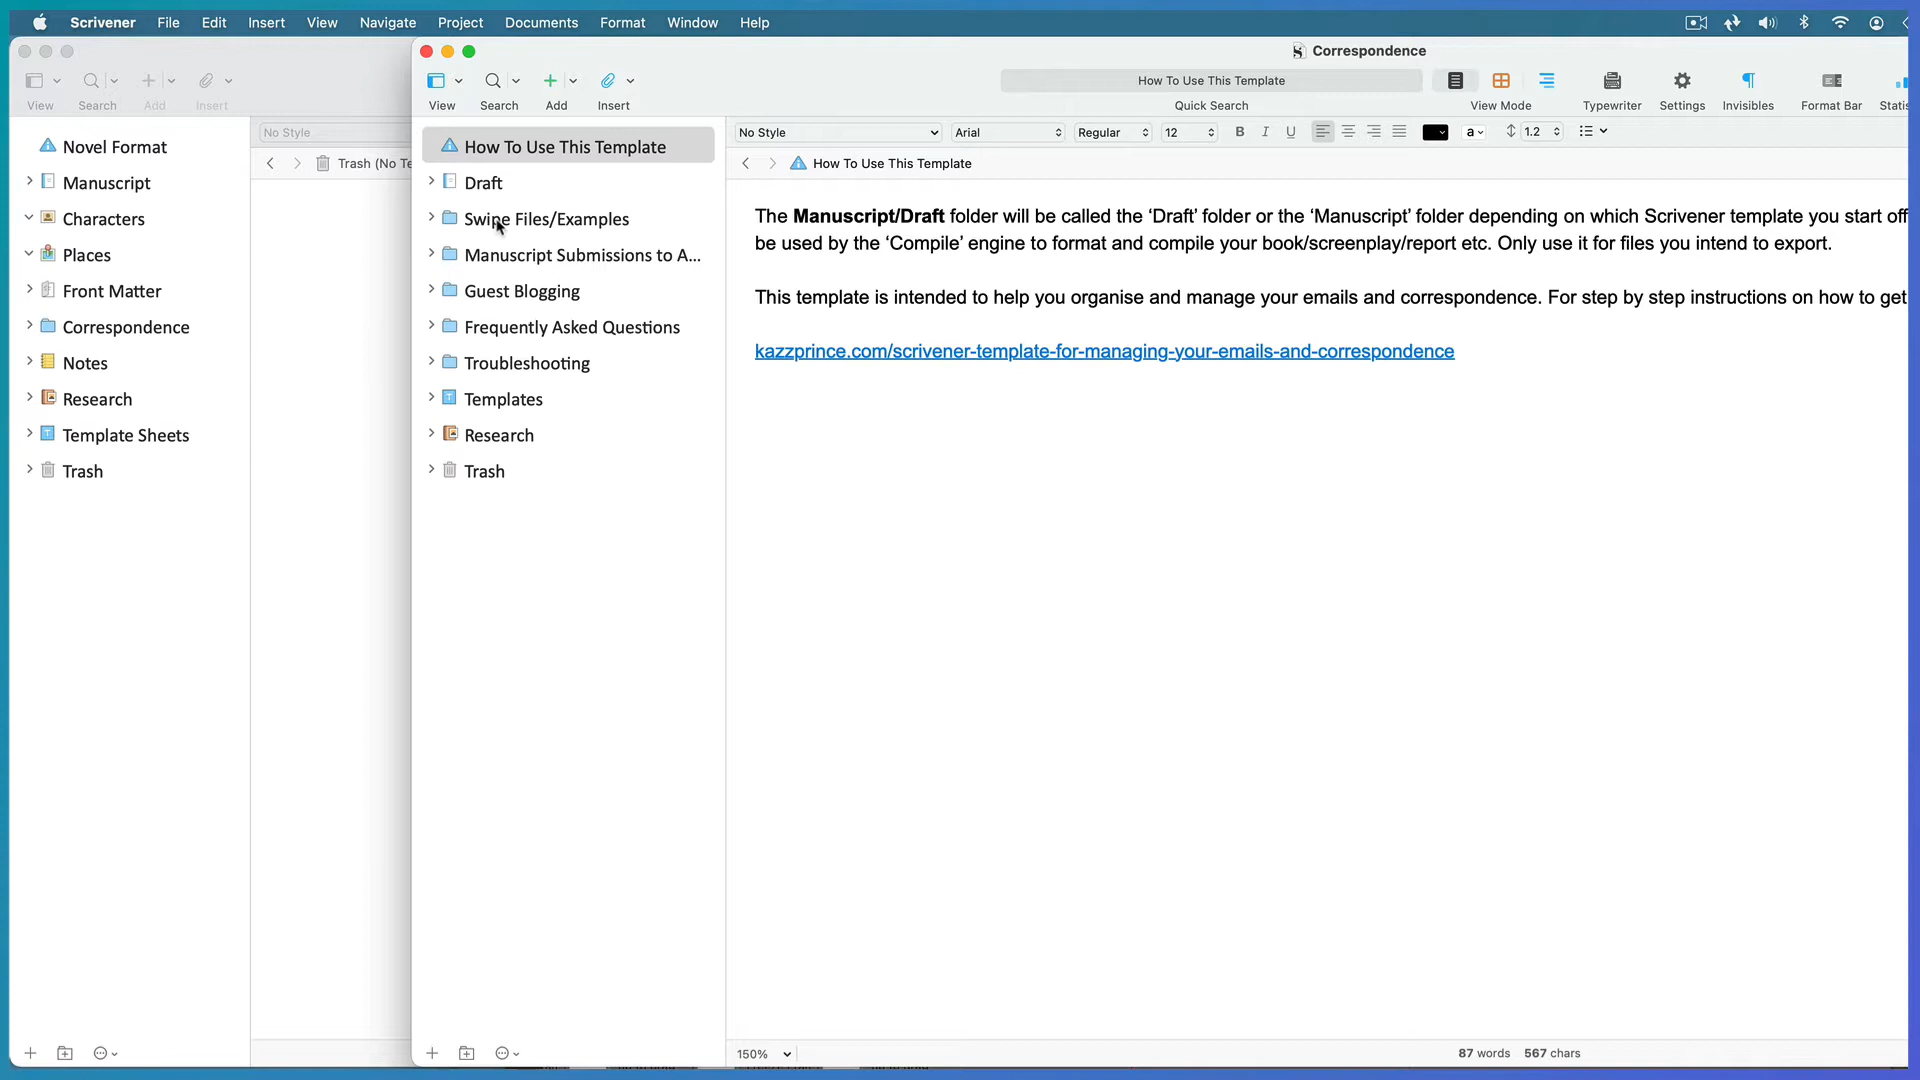 Scrivener File Edit Insert View Navigate Project Documents Format Window Help
Correspondence
View Search Add Insert
View Search Add Insert
How To Use This Template
Quick Search
View Mode Typewriter Settings Invisibles Format Bar
No Style
No Style Arial Regular 12 B I U a 1.2
Trash (No Te
How To Use This Template
Novel Format
Manuscript
Characters
Places
Front Matter
Correspondence
Notes
Research
Template Sheets
Trash
How To Use This Template
Draft
Swipe Files/Examples
Manuscript Submissions to A...
Guest Blogging
Frequently Asked Questions
Troubleshooting
Templates
Research
Trash
The Manuscript/Draft folder will be called the ‘Draft’ folder or the ‘Manuscript’ folder depending on which Scrivener template you start off
be used by the ‘Compile’ engine to format and compile your book/screenplay/report etc. Only use it for files you intend to export.
This template is intended to help you organise and manage your emails and correspondence. For step by step instructions on how to get
kazzprince.com/scrivener-template-for-managing-your-emails-and-correspondence
150%
87 words 567 chars